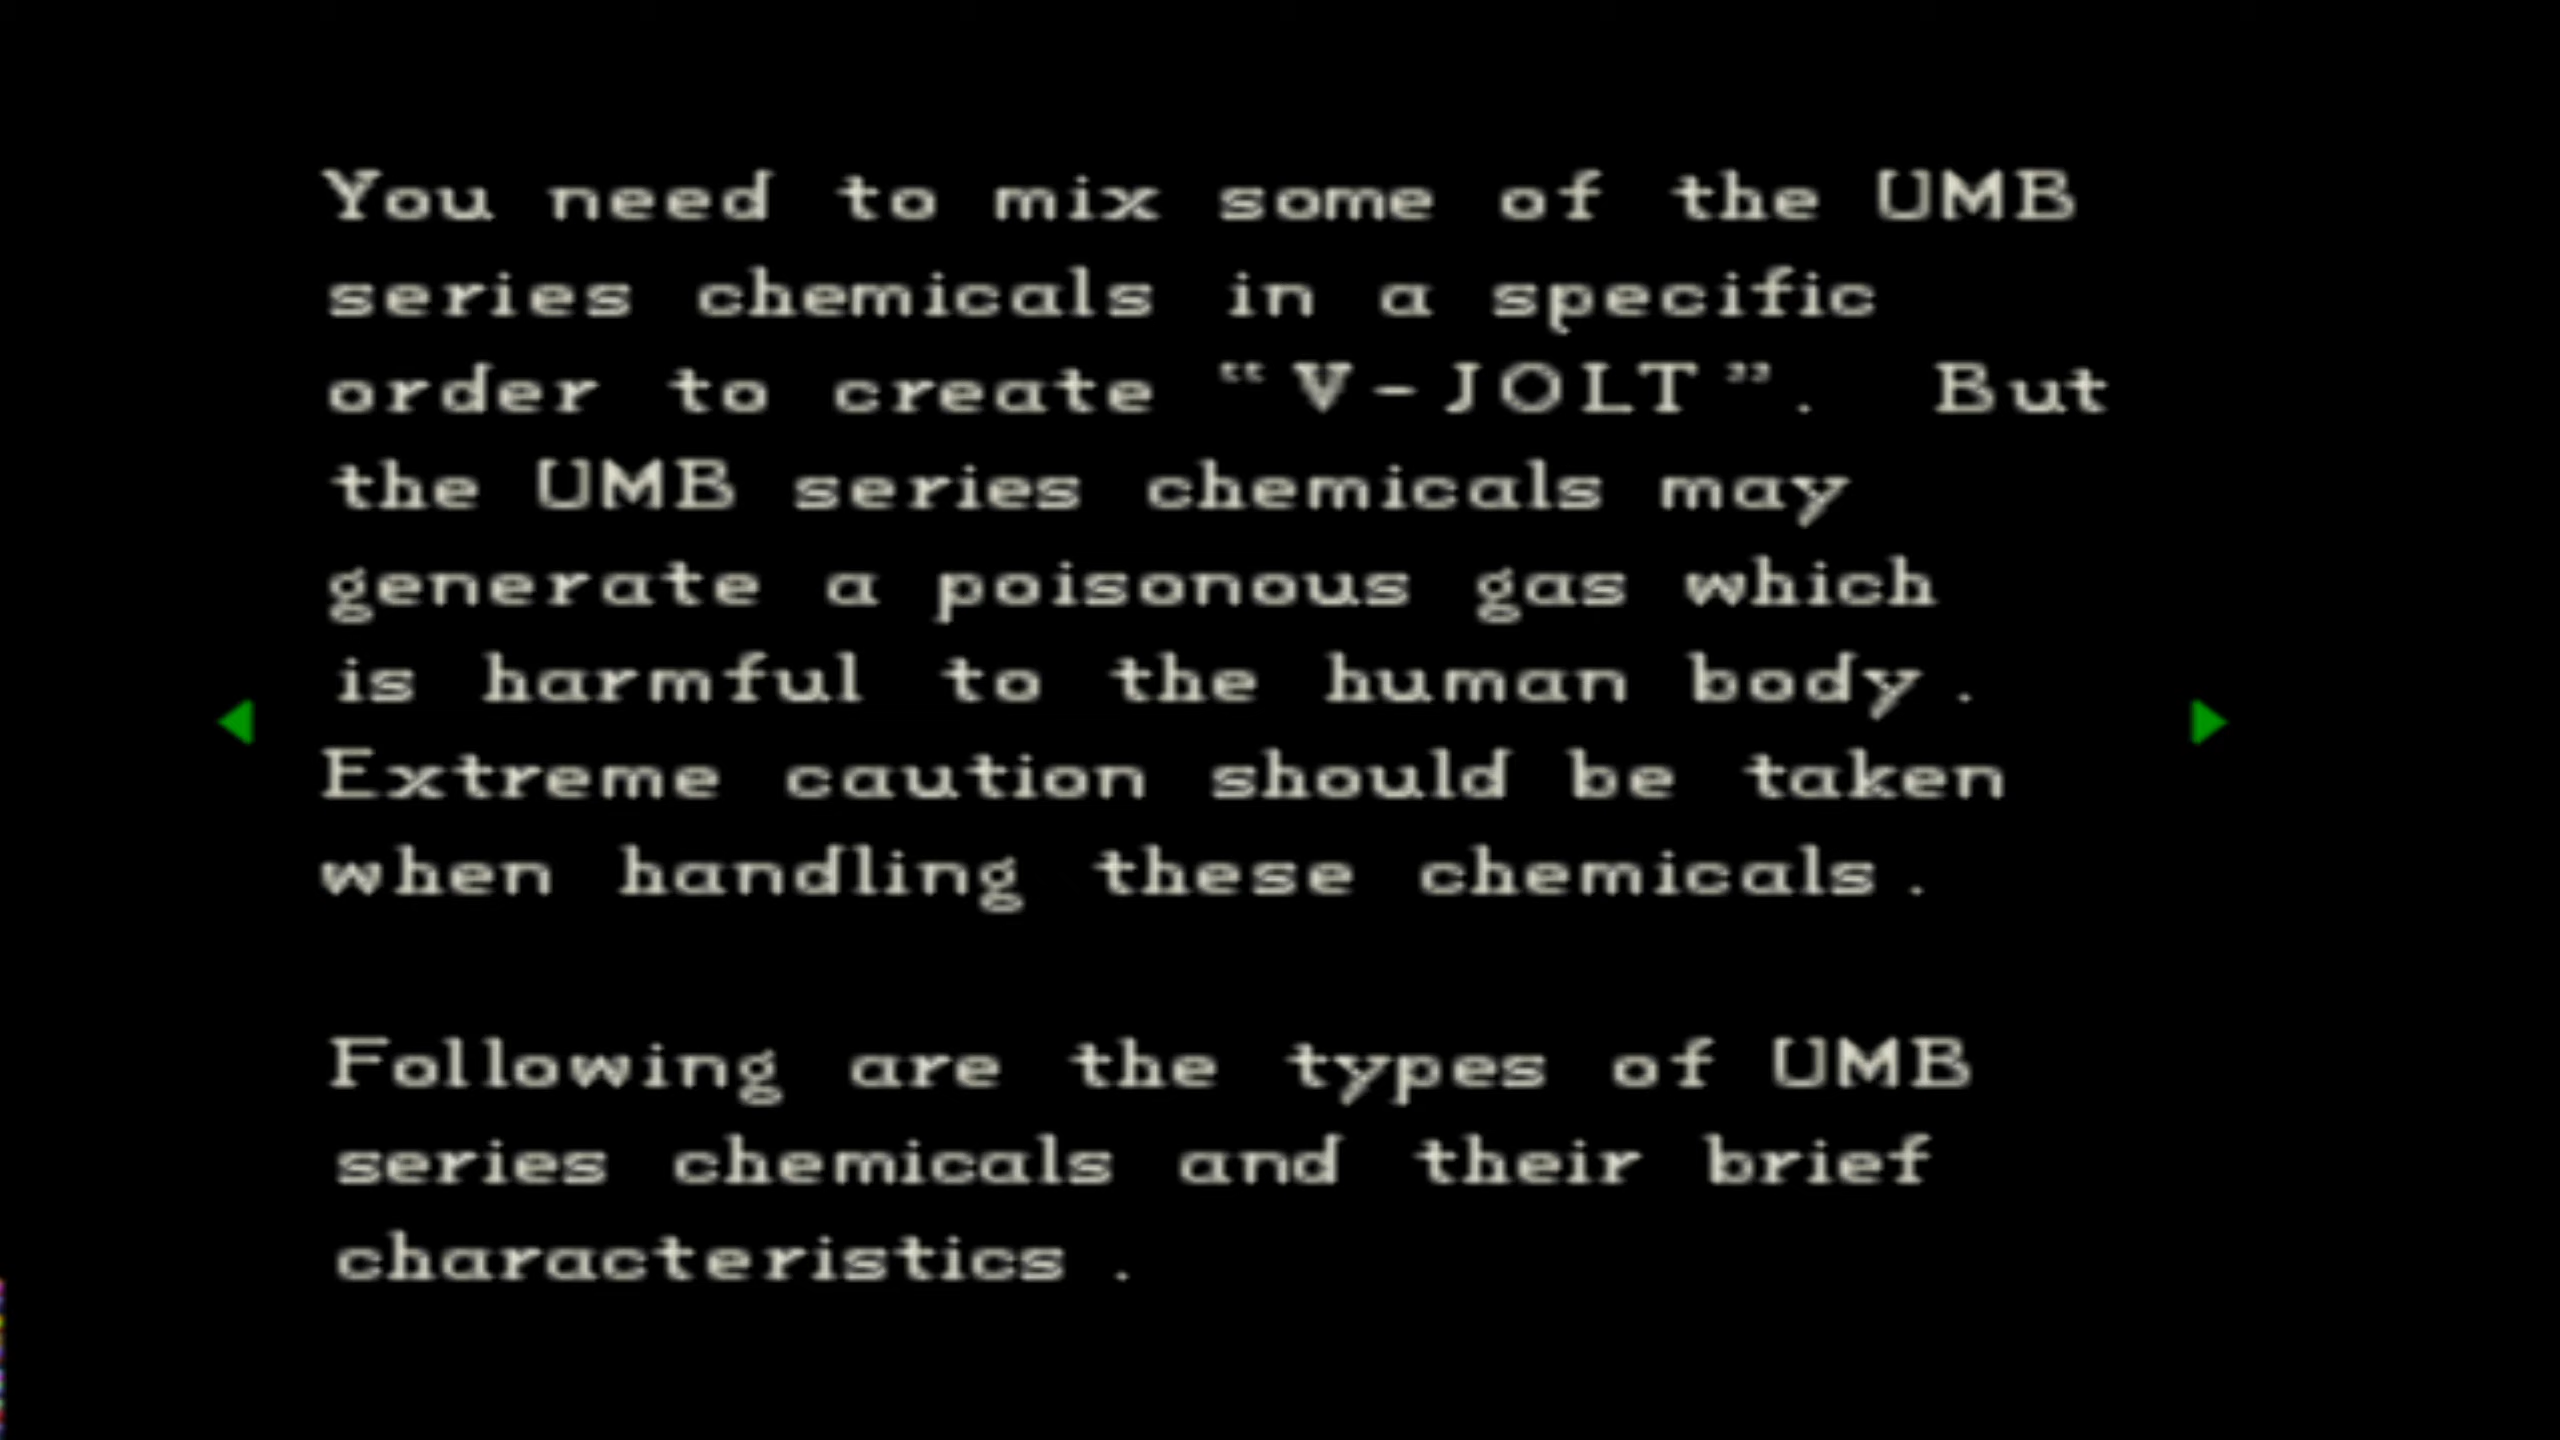 You need to mix some of the UMB
series chemicals in a specific
order to create “V-JOLT”. But
the UMB series chemicals may
generate a poisonous gas which
is harmful to the human body.
Extreme caution should be taken
when handling these chemicals.
Following are the types of UMB
series chemicals and their brief
characteristics.